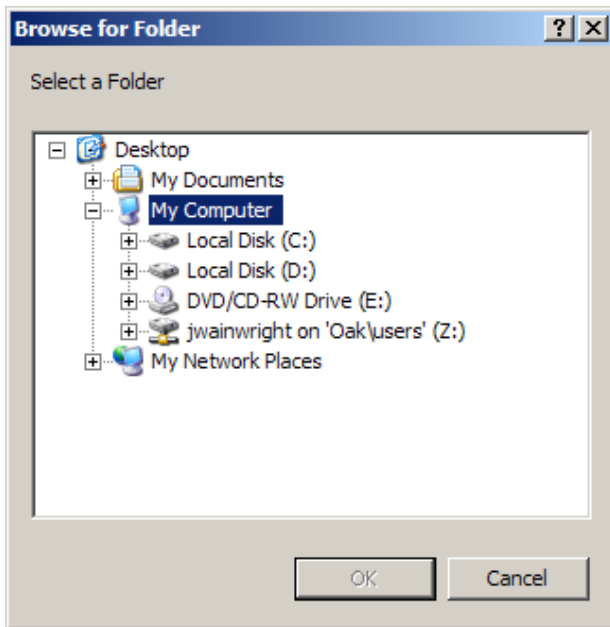 Browse for Folder
Select a Folder
Desktop
My Documents
My Computer
Local Disk (C:)
Local Disk (D:)
DVD/CD-RW Drive (E:)
jwainwright on 'Oak\users' (Z:)
My Network Places
OK
Cancel